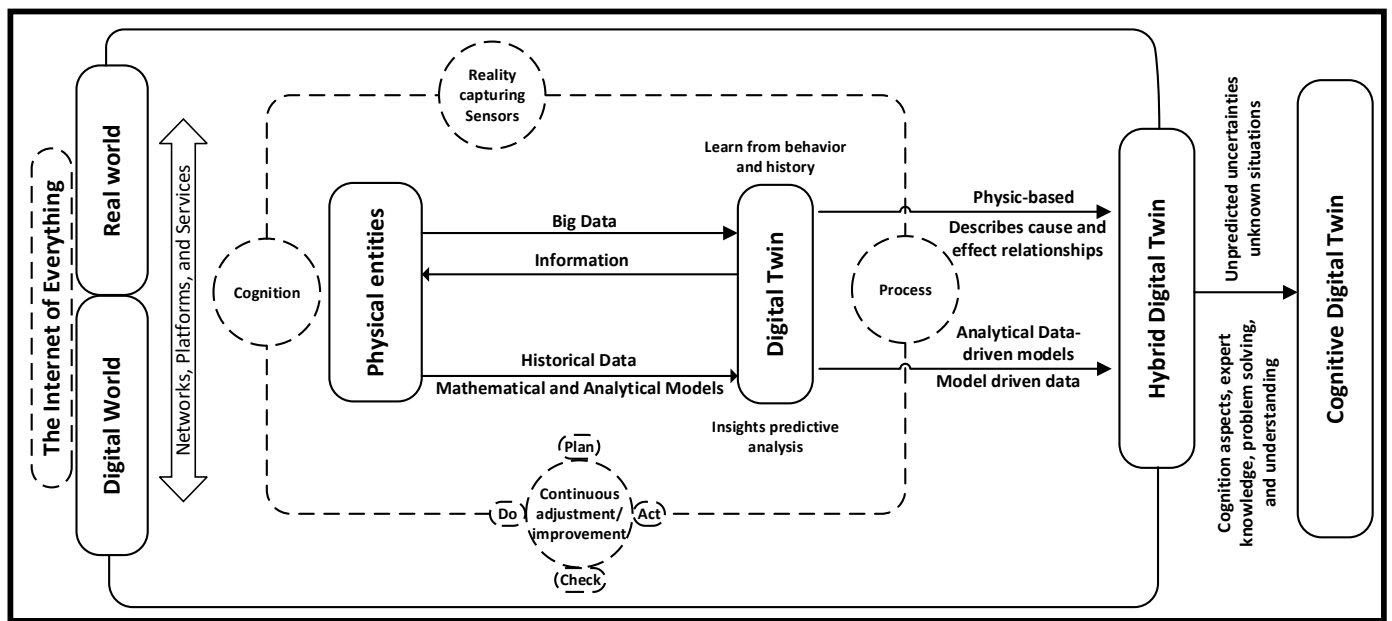 The Internet of Everything
Real world
Digital World
Networks, Platforms, and Services
Reality
capturing
Sensors
Cognition
Physical entities
Big Data
Information
Historical Data
Mathematical and Analytical Models
Learn from behavior
and history
Digital Twin
Insights predictive
analysis
Plan
Do
Continuous
adjustment/
improvement
Act
Check
Process
Physic-based
Describes cause and
effect relationships
Analytical Data-
driven models
Model driven data
Hybrid Digital Twin
Unpredicted uncertainties
unknown situations
Cognition aspects, expert
knowledge, problem solving,
and understanding
Cognitive Digital Twin